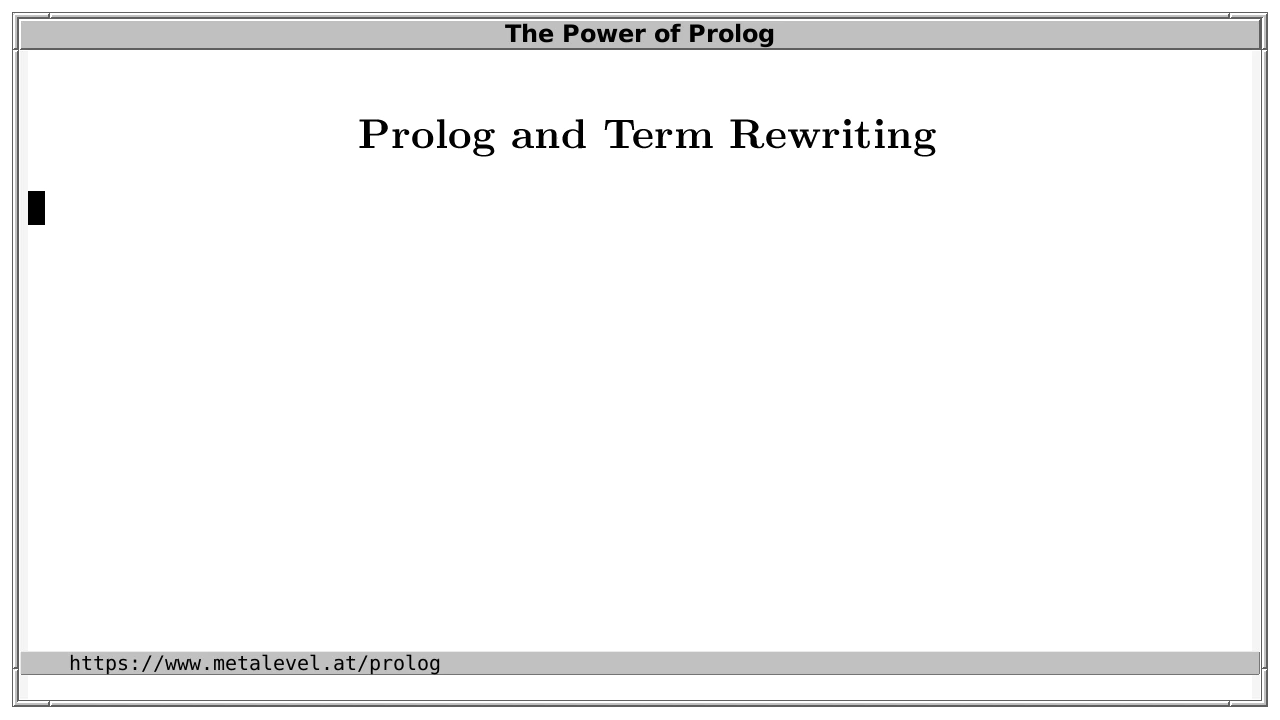 The Power of Prolog
Prolog and Term Rewriting
https://www.metalevel.at/prolog